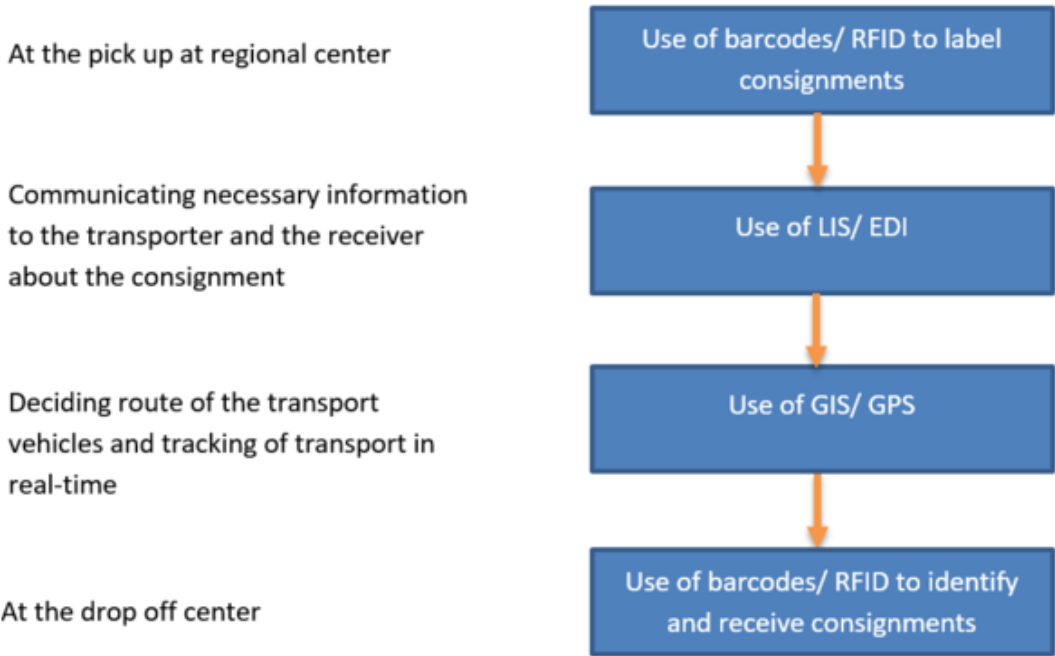 At the pick up at regional center
Use of barcodes/ RFID to label
consignments
Communicating necessary information
to the transporter and the receiver
about the consignment
Use of LIS/ EDI
Deciding route of the transport
vehicles and tracking of transport in
real-time
Use of GIS/ GPS
At the drop off center
Use of barcodes/ RFID to identify
and receive consignments